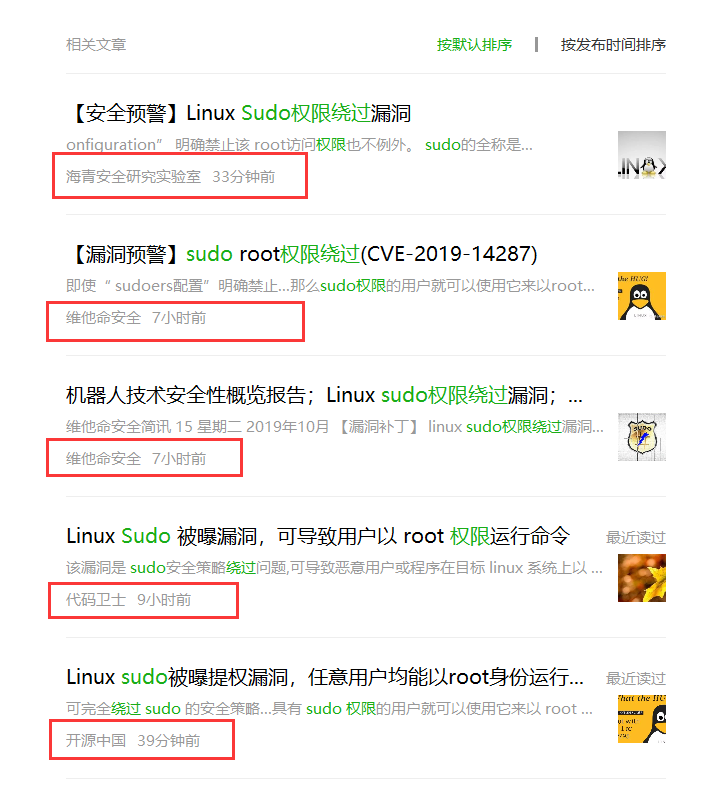 相关文章
按默认排序 | 按发布时间排序
【安全预警】Linux Sudo权限绕过漏洞
onfiguration” 明确禁止该 root访问权限也不例外。 sudo的全称是...
海青安全研究实验室 33分钟前
【漏洞预警】sudo root权限绕过(CVE-2019-14287)
即使“ sudoers配置”明确禁止...那么sudo权限的用户就可以使用它来以root...
维他命安全 7小时前
机器人技术安全性概览报告；Linux sudo权限绕过漏洞；...
维他命安全简讯 15 星期二 2019年10月 【漏洞补丁】 linux sudo权限绕过漏洞...
维他命安全 7小时前
Linux Sudo 被曝漏洞，可导致用户以 root 权限运行命令
最近读过
该漏洞是 sudo安全策略绕过问题,可导致恶意用户或程序在目标 linux 系统上以 ...
代码卫士 9小时前
Linux sudo被曝提权漏洞，任意用户均能以root身份运行...
最近读过
可完全绕过 sudo 的安全策略...具有 sudo 权限的用户就可以使用它来以 root ...
开源中国 39分钟前